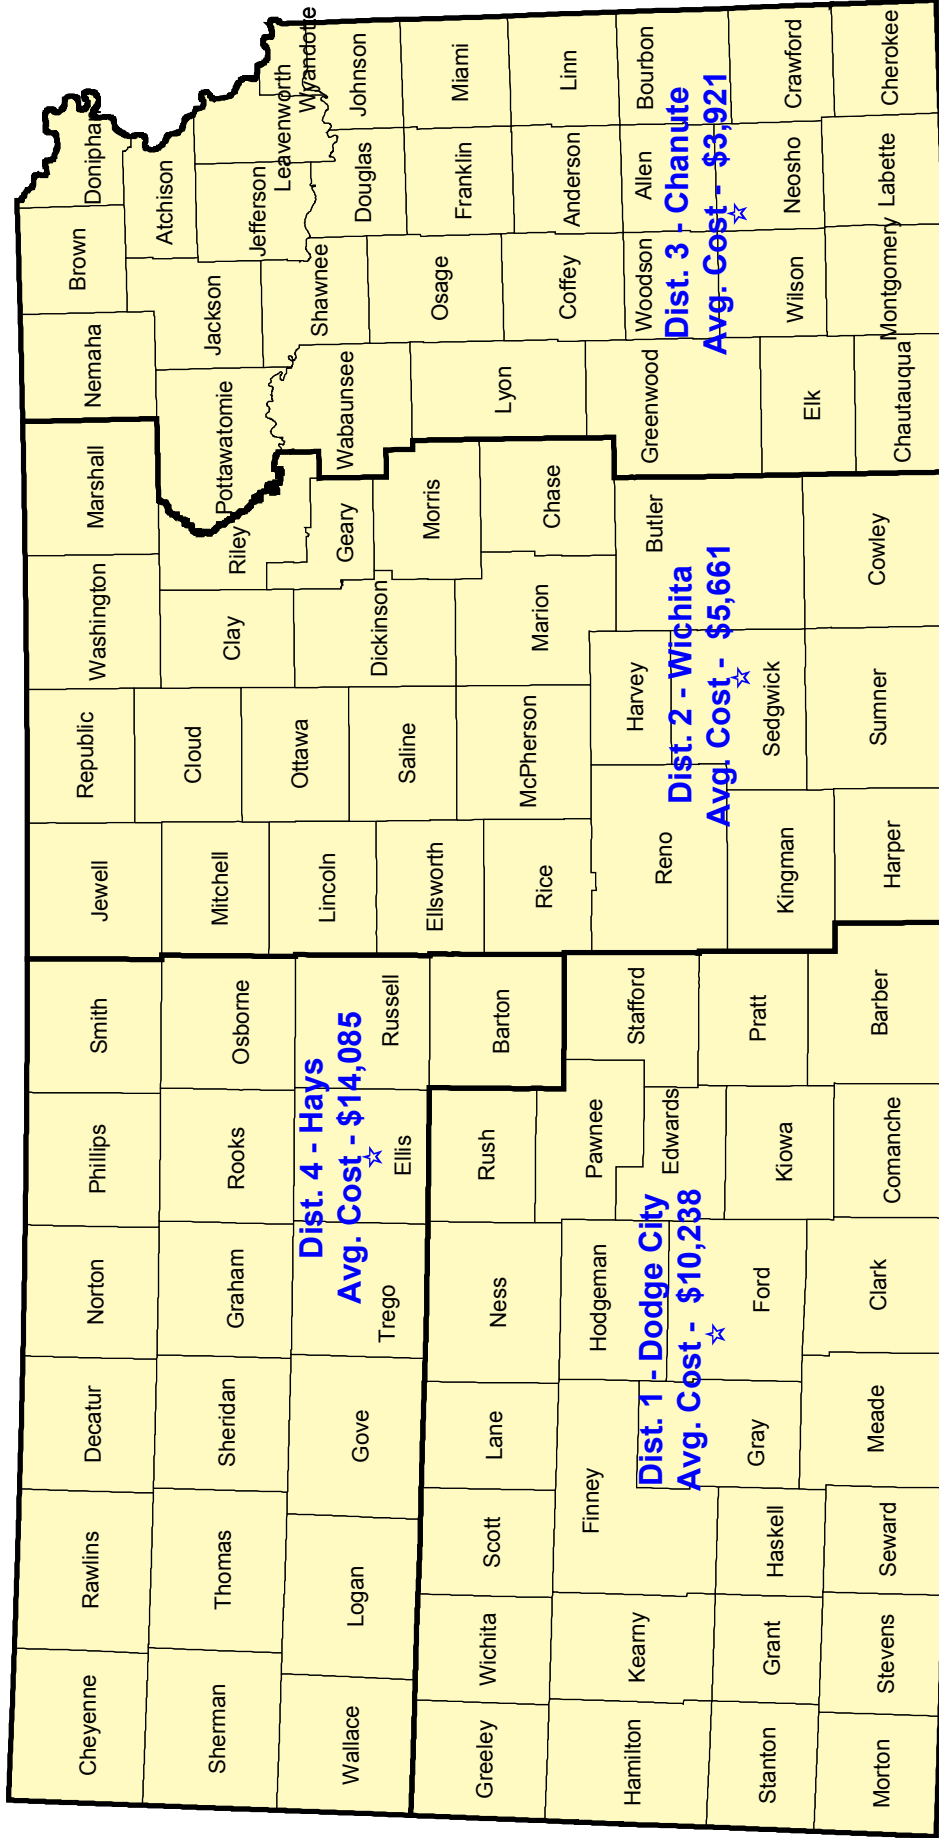 Cheyenne
Rawlins
Decatur
Norton
Phillips
Smith
Jewell
Republic
Washington
Marshall
Nemaha
Brown
Doniphan
Sherman
Thomas
Sheridan
Graham
Rooks
Osborne
Mitchell
Cloud
Clay
Riley
Pottawatomie
Jackson
Atchison
Jefferson
Leavenworth
Wyandotte
Wallace
Logan
Gove
Trego
Ellis
Russell
Lincoln
Ottawa
Dickinson
Geary
Wabaunsee
Shawnee
Douglas
Johnson
Dist. 4 - Hays
Avg. Cost - $14,085
Greeley
Wichita
Scott
Lane
Ness
Rush
Barton
Ellsworth
Saline
Morris
Osage
Franklin
Miami
Rice
McPherson
Marion
Chase
Lyon
Coffey
Anderson
Linn
Hamilton
Kearny
Finney
Hodgeman
Pawnee
Edwards
Stafford
Reno
Harvey
Butler
Greenwood
Woodson
Allen
Bourbon
Dist. 1 - Dodge City
Avg. Cost - $10,238
Dist. 2 - Wichita
Avg. Cost - $5,661
Dist. 3 - Chanute
Avg. Cost - $3,921
Stanton
Grant
Haskell
Gray
Ford
Kiowa
Pratt
Kingman
Sedgwick
Elk
Wilson
Neosho
Crawford
Morton
Stevens
Seward
Meade
Clark
Comanche
Barber
Harper
Sumner
Cowley
Chautauqua
Montgomery
Labette
Cherokee